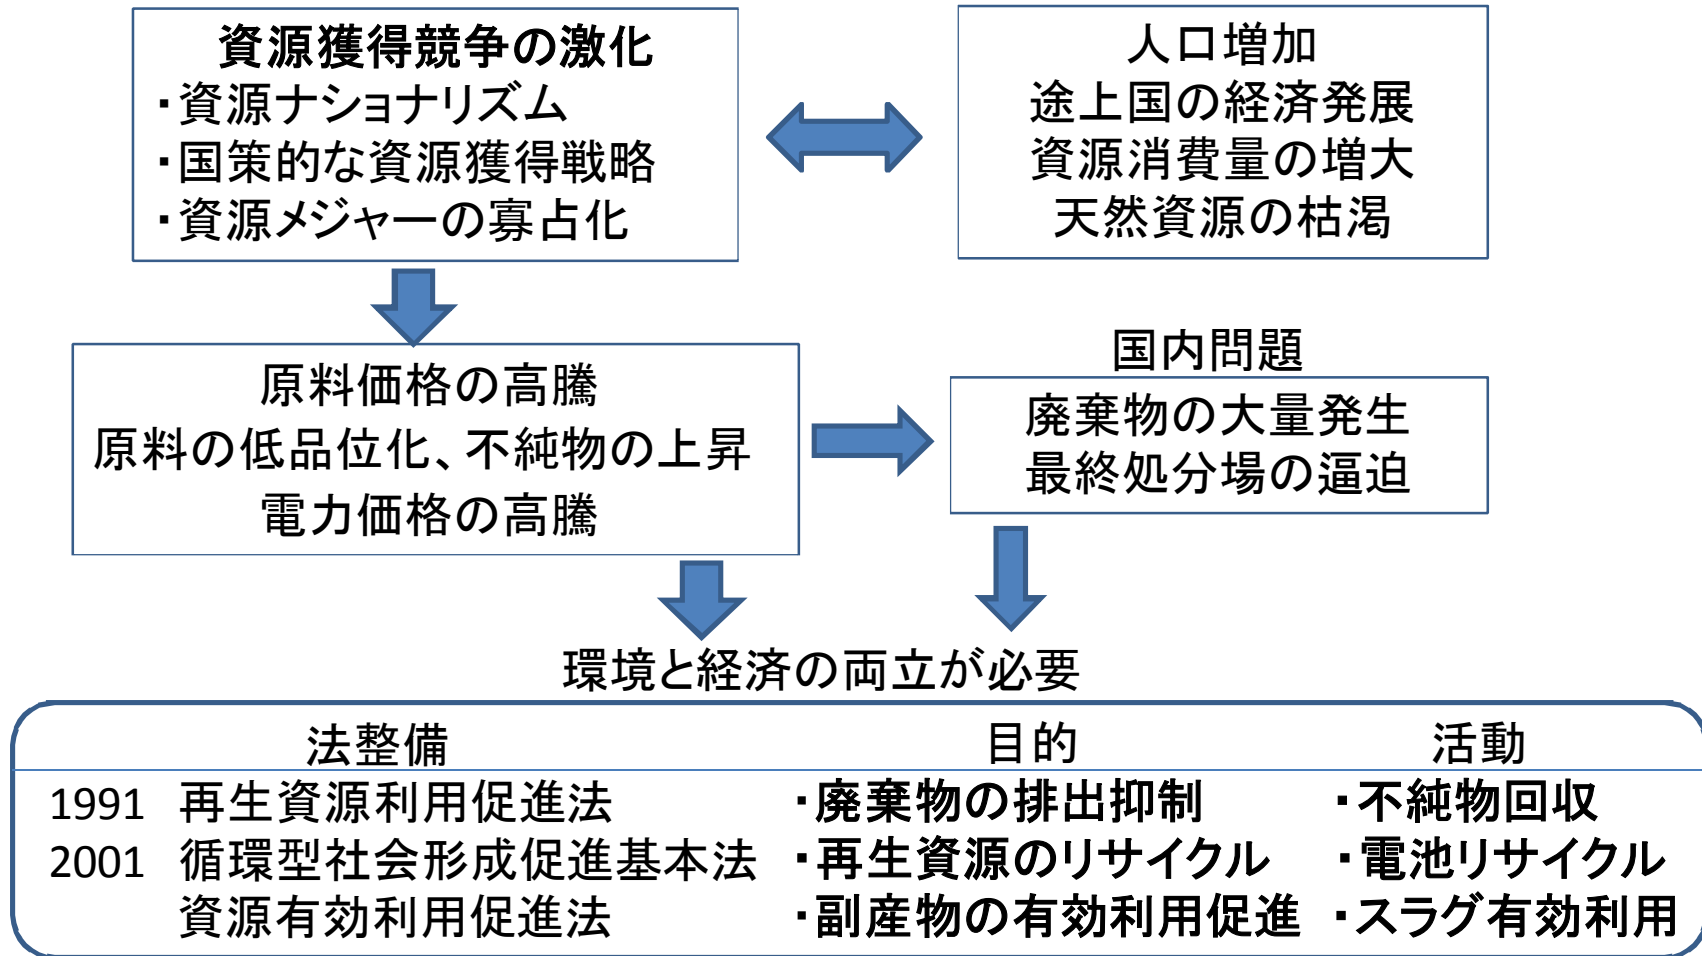 資源獲得競争の激化
・資源ナショナリズム
・国策的な資源獲得戦略
・資源メジャーの寡占化
人口増加
途上国の経済発展
資源消費量の増大
天然資源の枯渇
原料価格の高騰
原料の低品位化、不純物の上昇
電力価格の高騰
国内問題
廃棄物の大量発生
最終処分場の逼迫
環境と経済の両立が必要
法整備 目的 活動
1991 再生資源利用促進法 ・廃棄物の排出抑制 ・不純物回収
2001 循環型社会形成促進基本法 ・再生資源のリサイクル ・電池リサイクル
資源有効利用促進法 ・副産物の有効利用促進 ・スラグ有効利用